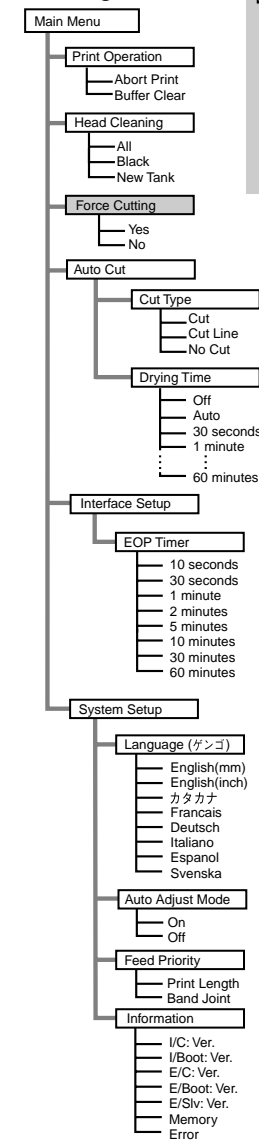 Main Menu
Print Operation
Abort Print
Buffer Clear
Head Cleaning
All
Black
New Tank
Force Cutting
Yes
No
Auto Cut
Cut Type
Cut
Cut Line
No Cut
Drying Time
Off
Auto
30 seconds
1 minute
60 minutes
Interface Setup
EOP Timer
10 seconds
30 seconds
1 minute
2 minutes
5 minutes
10 minutes
30 minutes
60 minutes
System Setup
Language (ゲンゴ)
English(mm)
English(inch)
カタカナ
Francais
Deutsch
Italiano
Espanol
Svenska
Auto Adjust Mode
On
Off
Feed Priority
Print Length
Band Joint
Information
I/C: Ver.
I/Boot: Ver.
E/C: Ver.
E/Boot: Ver.
E/Slv: Ver.
Memory
Error